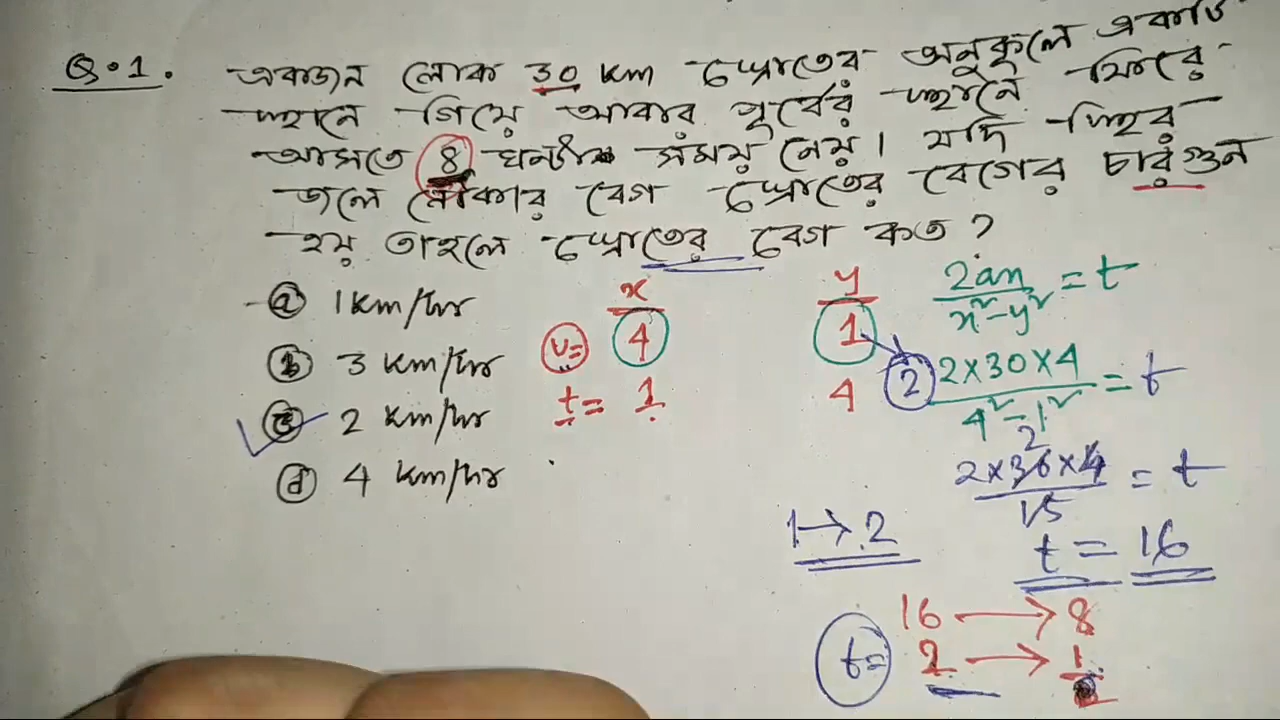 Q.1. একজন লোক 30 km স্রোতের অনুকূলে একটি
স্থানে গিয়ে আবার পূর্বের স্থানে ফিরে
আসতে 8 ঘন্টা সময় নেয়। যদি স্থির
জলে নৌকার বেগ স্রোতের বেগের চারগুন
হয় তাহলে স্রোতের বেগ কত?
ⓐ 1 km/hr
ⓑ 3 km/hr
ⓒ 2 km/hr
ⓓ 4 km/hr
x y
v= 4 1
t= 1 4
2an/x²-y² = t
2 2×30×4/4²-1² = t
2
2×30×4/15 = t
1→2
t = 16
16 → 8
t= 2 → 1/2